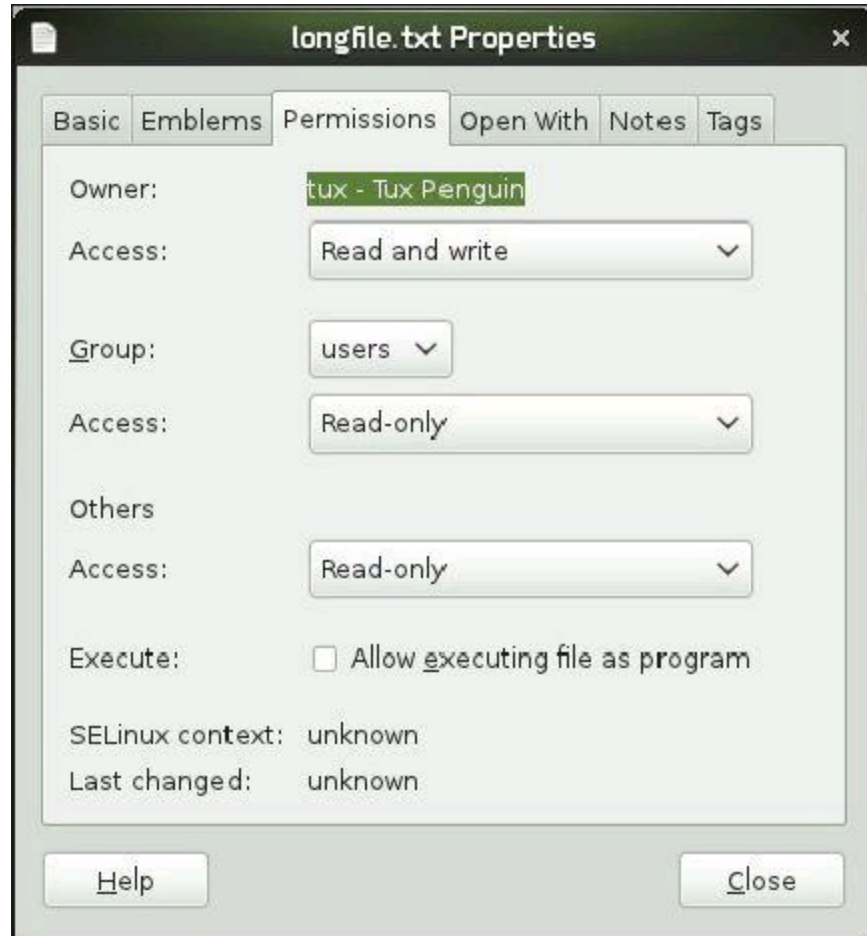 longfile.txt Properties
Basic Emblems Permissions Open With Notes Tags
Owner: tux - Tux Penguin
Access: Read and write
Group: users
Access: Read-only
Others
Access: Read-only
Execute: Allow executing file as program
SELinux context: unknown
Last changed: unknown
Help Close